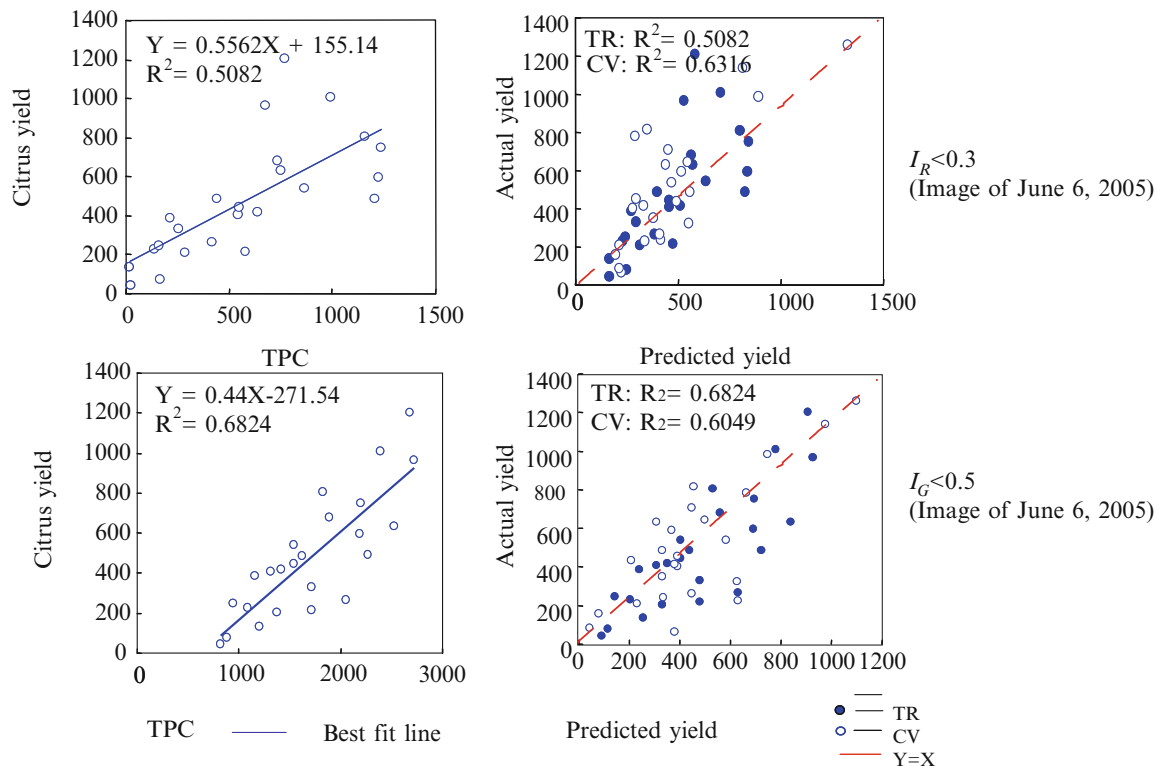 1400
1200
1000
800
600
400
200
0
Citrus yield
Y = 0.5562X + 155.14
R²= 0.5082
0 500 1000 1500
TPC
1400
1200
1000
800
600
400
200
0
Actual yield
TR: R²= 0.5082
CV: R²= 0.6316
0 500 1000 1500
Predicted yield
I_R<0.3
(Image of June 6, 2005)
1400
1200
1000
800
600
400
200
0
Citrus yield
Y = 0.44X-271.54
R²= 0.6824
0 1000 2000 3000
TPC
Best fit line
1400
1200
1000
800
600
400
200
0
Actual yield
TR: R2= 0.6824
CV: R2= 0.6049
0 200 400 600 800 1000 1200
Predicted yield
I_G<0.5
(Image of June 6, 2005)
TR
CV
Y=X